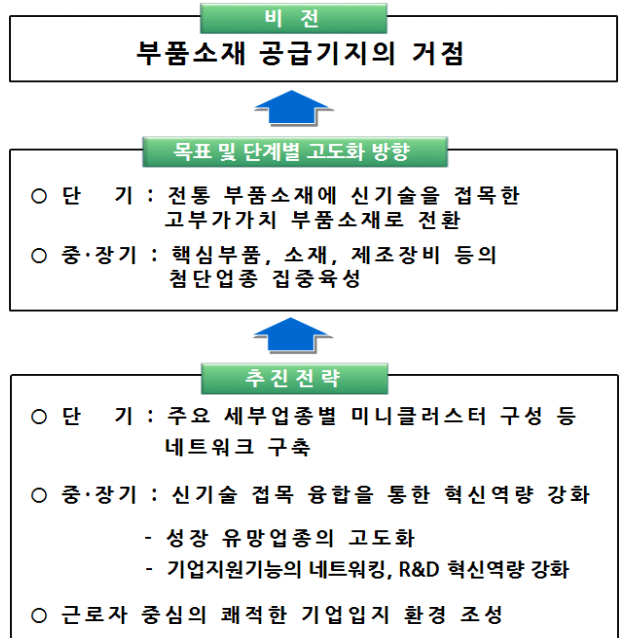 비 전
부품소재 공급기지의 거점
목표 및 단계별 고도화 방향
○ 단 기 : 전통 부품소재에 신기술을 접목한
고부가가치 부품소재로 전환
○ 중·장기 : 핵심부품, 소재, 제조장비 등의
첨단업종 집중육성
추진전략
○ 단 기 : 주요 세부업종별 미니클러스터 구성 등
네트워크 구축
○ 중·장기 : 신기술 접목 융합을 통한 혁신역량 강화
- 성장 유망업종의 고도화
- 기업지원기능의 네트워킹, R&D 혁신역량 강화
○ 근로자 중심의 쾌적한 기업입지 환경 조성